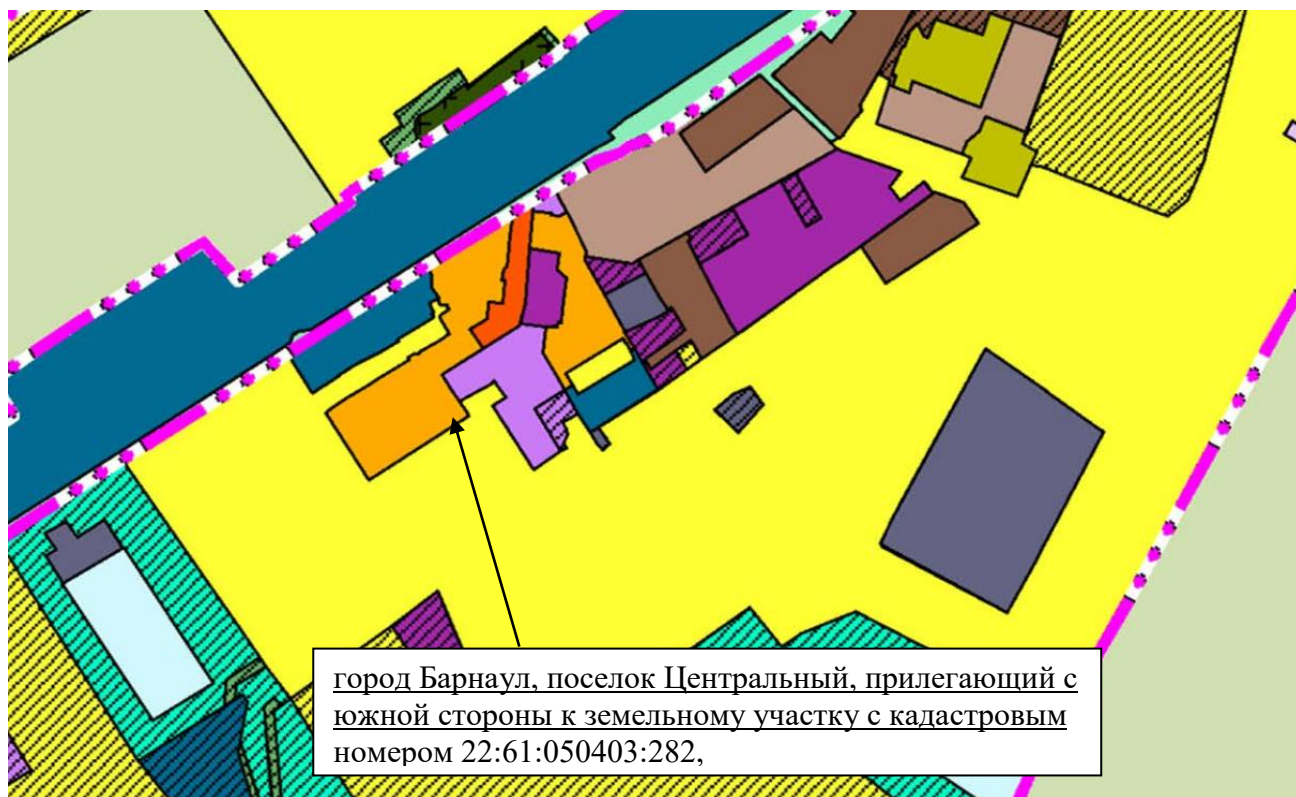 город Барнаул, поселок Центральный, прилегающий с
южной стороны к земельному участку с кадастровым
номером 22:61:050403:282,